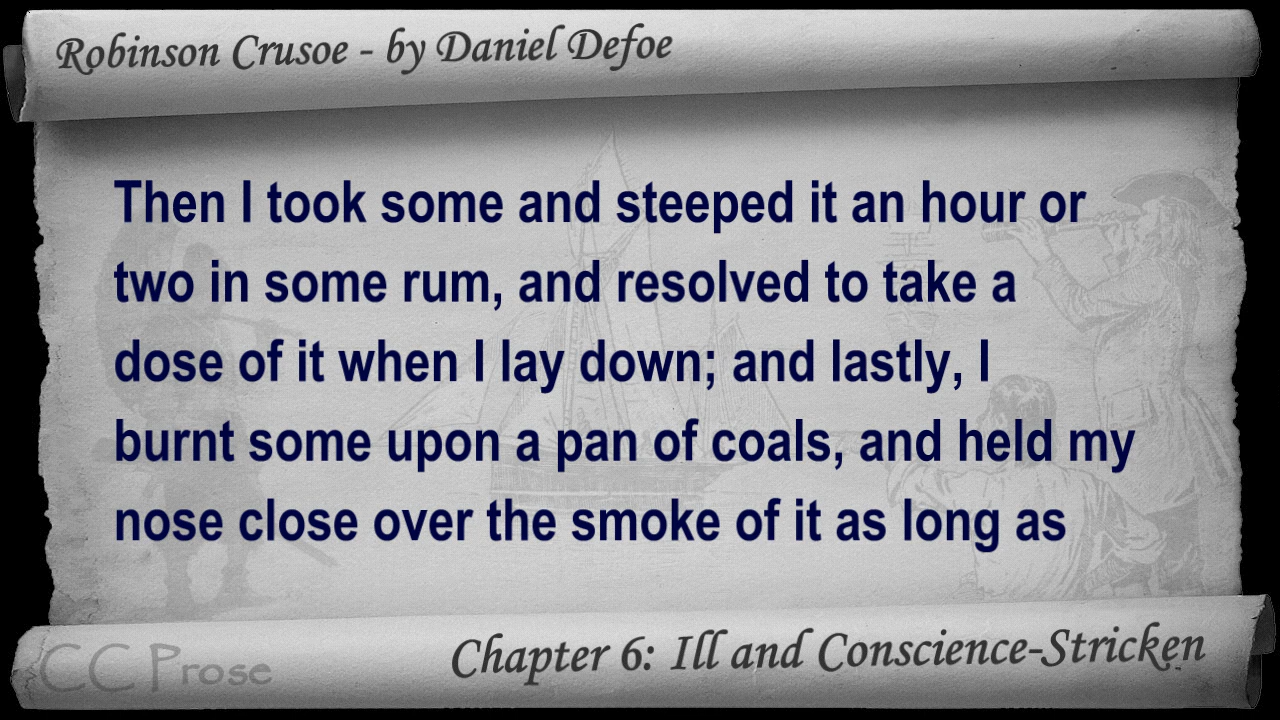 Robinson Crusoe - by Daniel Defoe
Then I took some and steeped it an hour or
two in some rum, and resolved to take a
dose of it when I lay down; and lastly, I
burnt some upon a pan of coals, and held my
nose close over the smoke of it as long as
Chapter 6: Ill and Conscience-Stricken
CC Prose